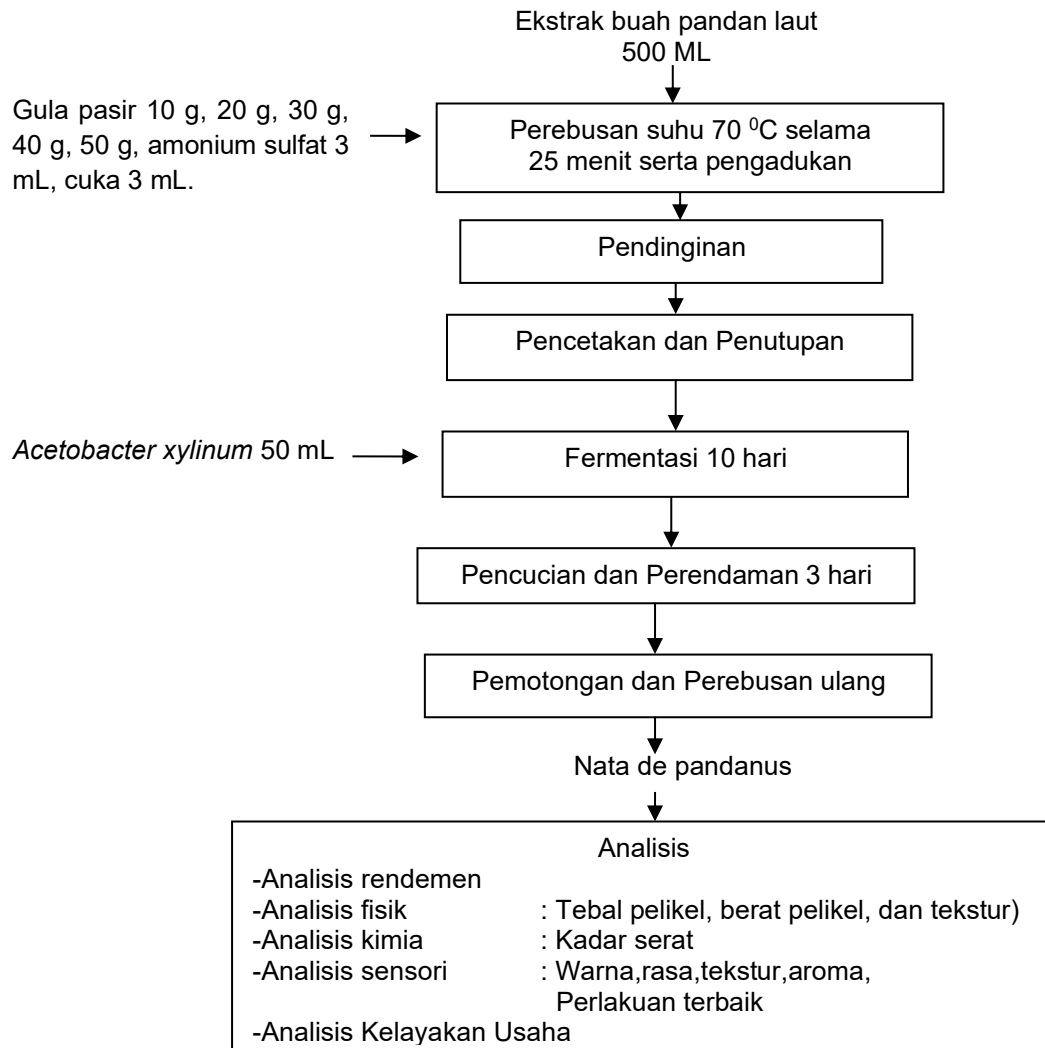 Ekstrak buah pandan laut
500 ML
Gula pasir 10 g, 20 g, 30 g,
40 g, 50 g, amonium sulfat 3
mL, cuka 3 mL.
Perebusan suhu 70 ⁰C selama
25 menit serta pengadukan
Pendinginan
Pencetakan dan Penutupan
Acetobacter xylinum 50 mL
Fermentasi 10 hari
Pencucian dan Perendaman 3 hari
Pemotongan dan Perebusan ulang
Nata de pandanus
Analisis
-Analisis rendemen
-Analisis fisik : Tebal pelikel, berat pelikel, dan tekstur)
-Analisis kimia : Kadar serat
-Analisis sensori : Warna,rasa,tekstur,aroma,
Perlakuan terbaik
-Analisis Kelayakan Usaha